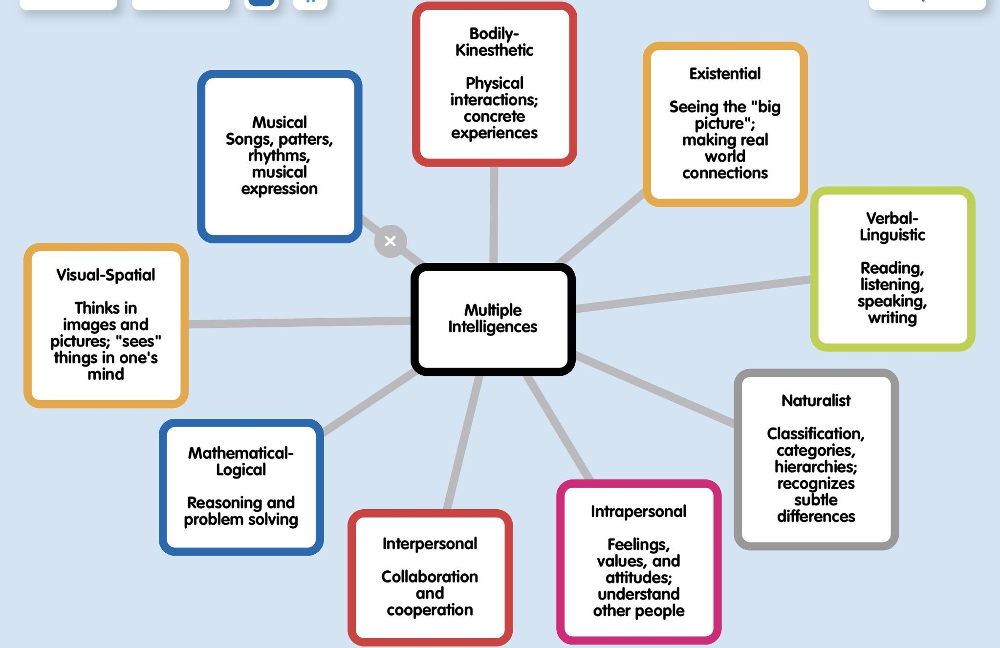 Bodily-
Kinesthetic
Physical
interactions;
concrete
experiences
Existential
Seeing the "big
picture";
making real
world
connections
Musical
Songs, patters,
rhythms,
musical
expression
Verbal-
Linguistic
Reading,
listening,
speaking,
writing
Visual-Spatial
Thinks in
images and
pictures; "sees"
things in one's
mind
Multiple
Intelligences
Naturalist
Classification,
categories,
hierarchies;
recognizes
subtle
differences
Mathematical-
Logical
Reasoning and
problem solving
Interpersonal
Collaboration
and
cooperation
Intrapersonal
Feelings,
values, and
attitudes;
understand
other people